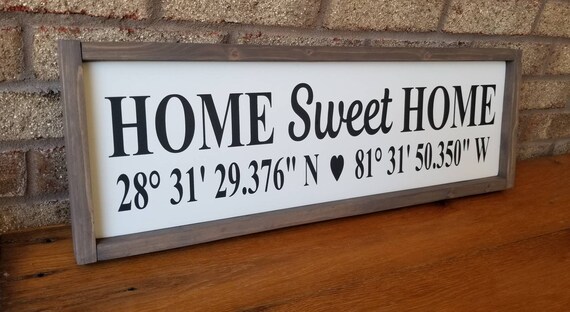 HOME Sweet HOME
28° 31' 29.376" N ♥ 81° 31' 50.350" W